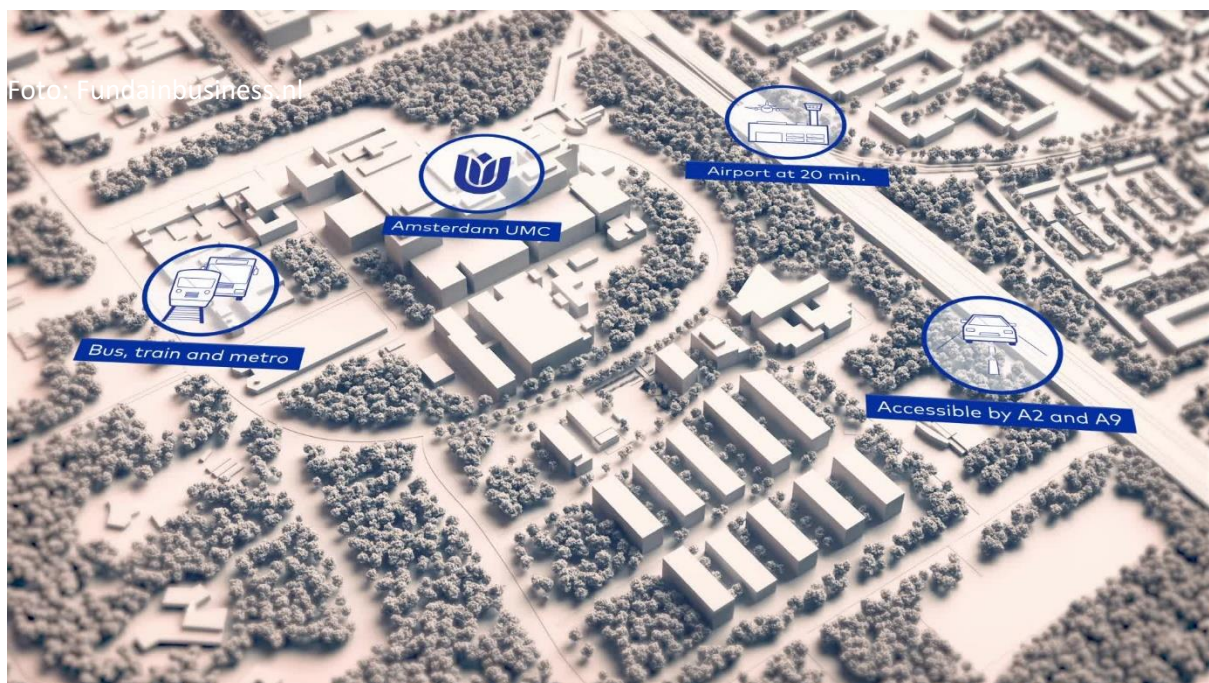 Foto: Fundainbusiness.nl
Airport at 20 min.
Amsterdam UMC
Bus, train and metro
Accessible by A2 and A9